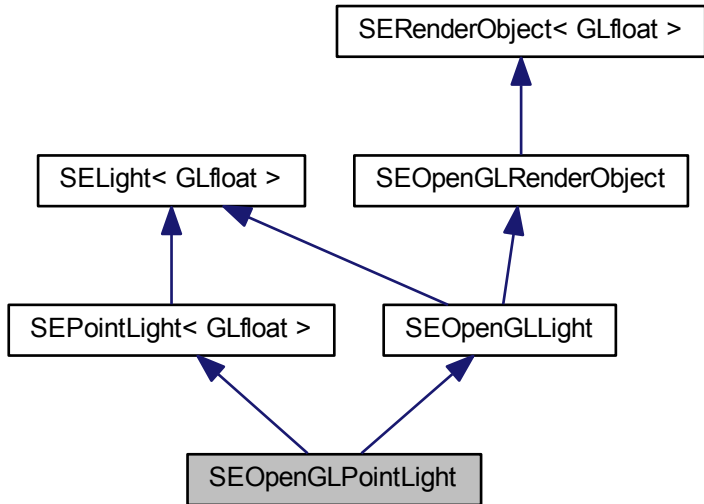 SERenderObject< GLfloat >
SELight< GLfloat >
SEOpenGLRenderObject
SEPointLight< GLfloat >
SEOpenGLLight
SEOpenGLPointLight